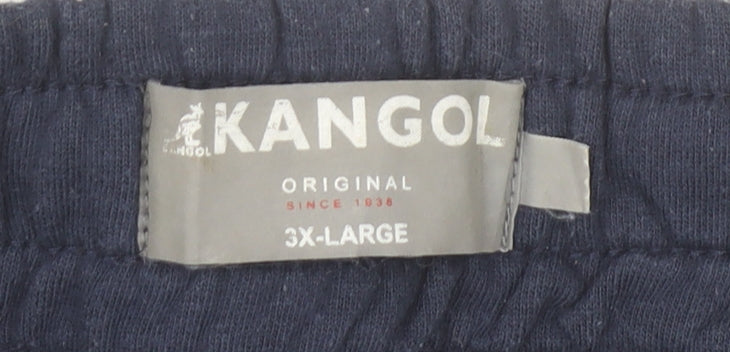 KANGOL
KANGOL
ORIGINAL
SINCE 1938
3X-LARGE